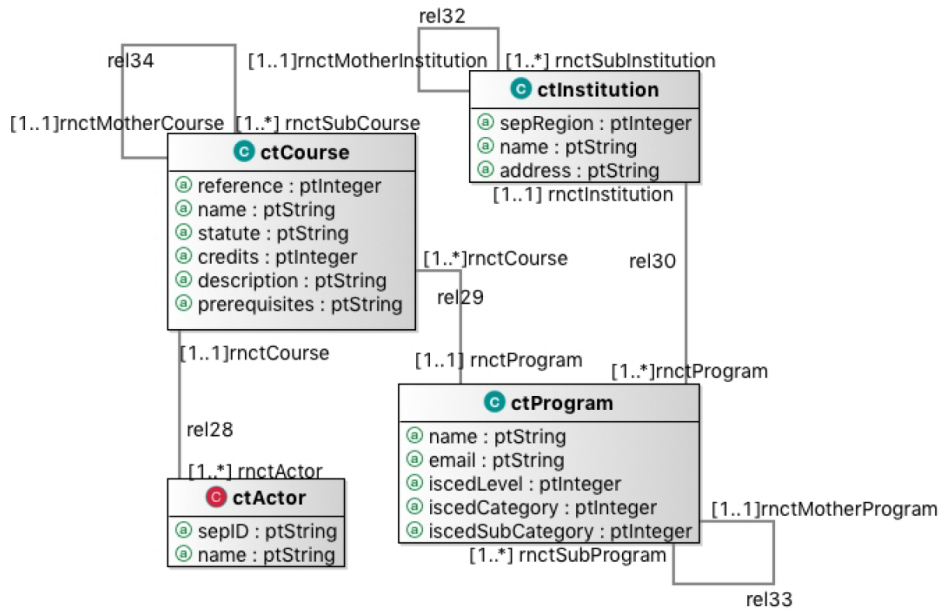 rel32
rel34
[1..1]rnctMotherInstitution
[1..*] rnctSubInstitution
C ctInstitution
a sepRegion : ptInteger
a name : ptString
a address : ptString
[1..1]rnctMotherCourse
[1..*] rnctSubCourse
C ctCourse
a reference : ptInteger
a name : ptString
a statute : ptString
a credits : ptInteger
a description : ptString
a prerequisites : ptString
[1..1] rnctInstitution
rel30
[1..*]rnctCourse
rel29
[1..1]rnctCourse
[1..1] rnctProgram
[1..*]rnctProgram
C ctProgram
a name : ptString
a email : ptString
a iscedLevel : ptInteger
a iscedCategory : ptInteger
a iscedSubCategory : ptInteger
rel28
[1..*] rnctActor
C ctActor
a sepID : ptString
a name : ptString
[1..1]rnctMotherProgram
[1..*] rnctSubProgram
rel33